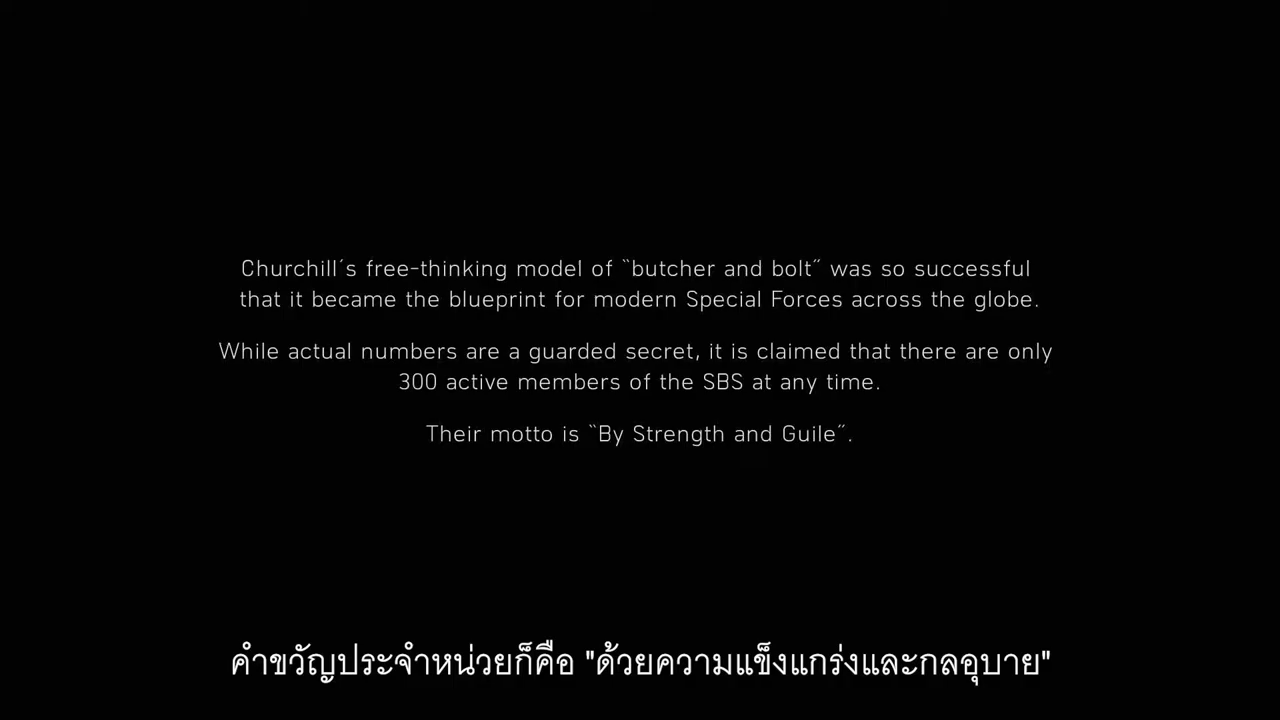 Churchill´s free-thinking model of ``butcher and bolt˝ was so successful
that it became the blueprint for modern Special Forces across the globe.
While actual numbers are a guarded secret, it is claimed that there are only
300 active members of the SBS at any time.
Their motto is ``By Strength and Guile˝.
คำขวัญประจำหน่วยก็คือ "ด้วยความแข็งแกร่งและกลอุบาย"